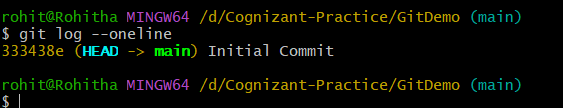 rohit@Rohitha MINGW64 /d/Cognizant-Practice/GitDemo (main)
$ git log --oneline
333438e (HEAD -> main) Initial Commit
rohit@Rohitha MINGW64 /d/Cognizant-Practice/GitDemo (main)
$